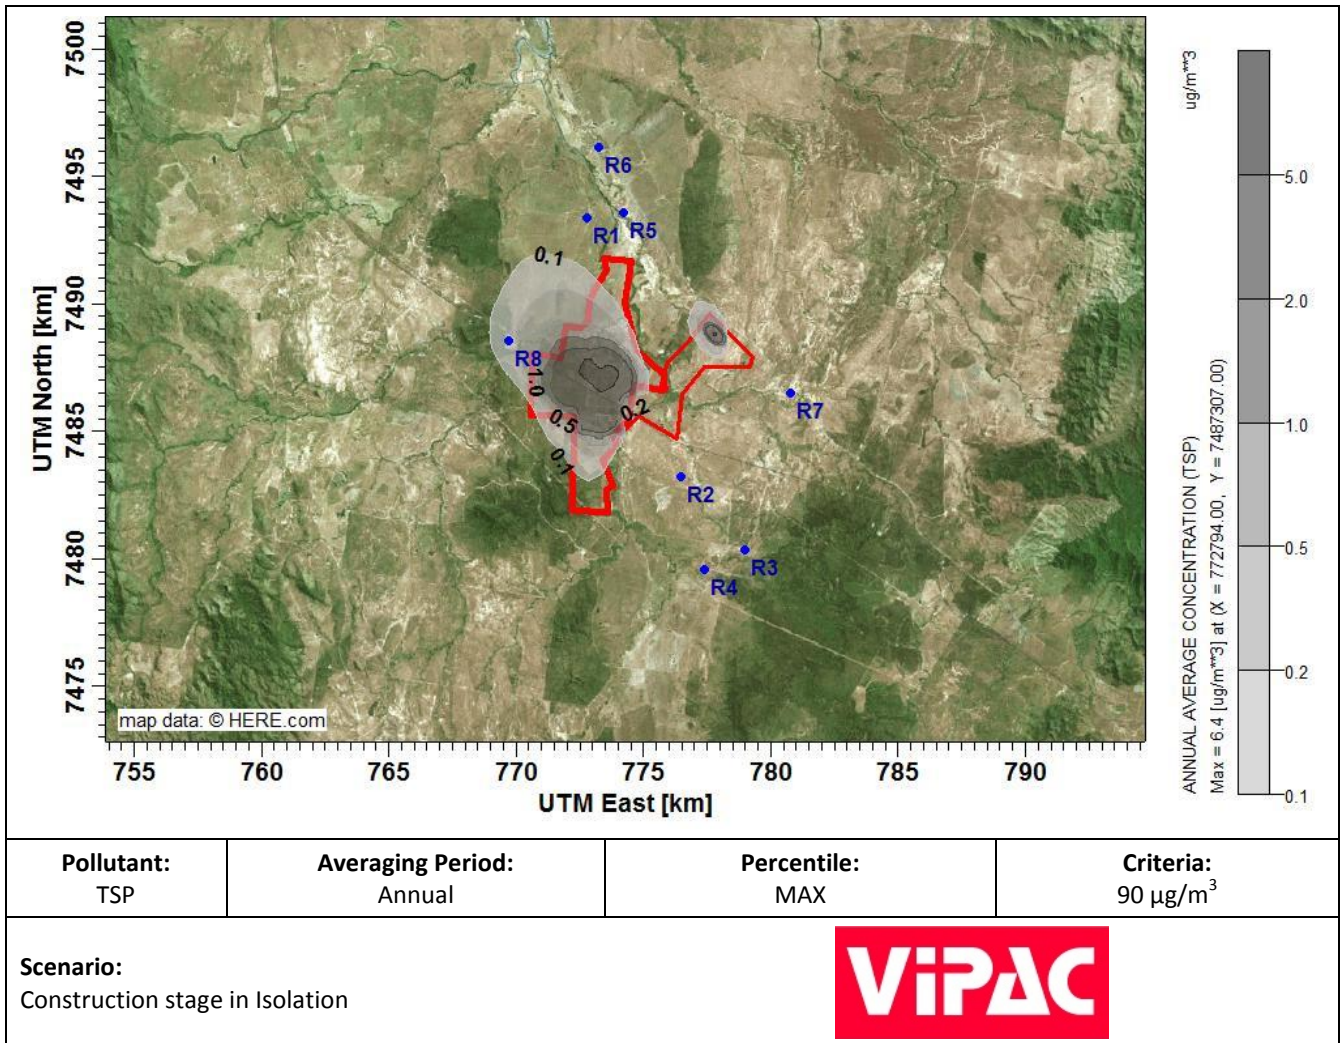 7500
7495
7490
7485
7480
7475
UTM North [km]
R6
R1
R5
0.1
R8
1.0
0.5
0.2
0.1
R7
R2
R3
R4
map data: © HERE.com
755
760
765
770
775
780
785
790
UTM East [km]
ug/m**3
ANNUAL AVERAGE CONCENTRATION (TSP)
Max = 6.4 [ug/m**3] at (X = 772794.00, Y = 7487307.00)
5.0
2.0
1.0
0.5
0.2
0.1
Pollutant:
TSP
Averaging Period:
Annual
Percentile:
MAX
Criteria:
90 µg/m³
Scenario:
Construction stage in Isolation
ViPAC